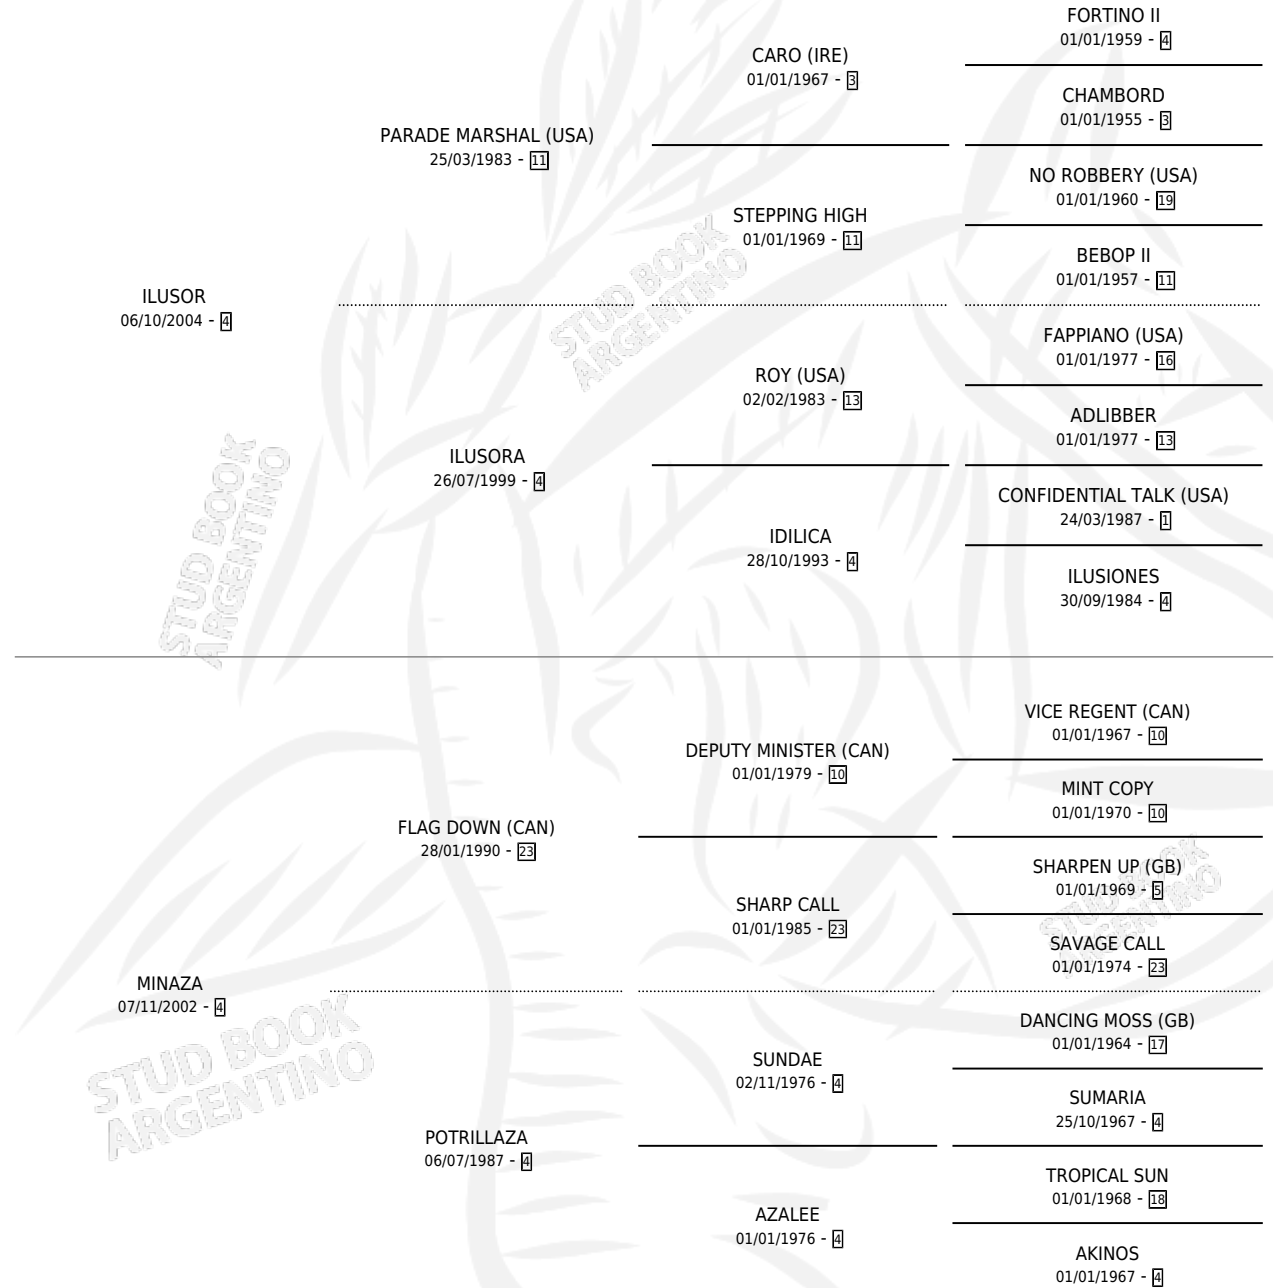 FORTINO II
01/01/1959 - 4
CARO (IRE)
01/01/1967 - 3
CHAMBORD
01/01/1955 - 3
PARADE MARSHAL (USA)
25/03/1983 - 11
NO ROBBERY (USA)
01/01/1960 - 19
STEPPING HIGH
01/01/1969 - 11
BEBOP II
01/01/1957 - 11
ILUSOR
06/10/2004 - 4
STUD BOOK
ARGENTINO
FAPPIANO (USA)
01/01/1977 - 16
ROY (USA)
02/02/1983 - 13
ADLIBBER
01/01/1977 - 13
ILUSORA
26/07/1999 - 4
CONFIDENTIAL TALK (USA)
24/03/1987 - 1
IDILICA
28/10/1993 - 4
ILUSIONES
30/09/1984 - 4
STUD BOOK
ARGENTINO
VICE REGENT (CAN)
01/01/1967 - 10
DEPUTY MINISTER (CAN)
01/01/1979 - 10
MINT COPY
01/01/1970 - 10
FLAG DOWN (CAN)
28/01/1990 - 23
SHARPEN UP (GB)
01/01/1969 - 5
SHARP CALL
01/01/1985 - 23
STUD BOOK
ARGENTINO
SAVAGE CALL
01/01/1974 - 23
MINAZA
07/11/2002 - 4
DANCING MOSS (GB)
01/01/1964 - 17
SUNDAE
02/11/1976 - 4
STUD BOOK
ARGENTINO
SUMARIA
25/10/1967 - 4
POTRILLAZA
06/07/1987 - 4
TROPICAL SUN
01/01/1968 - 18
AZALEE
01/01/1976 - 4
AKINOS
01/01/1967 - 4